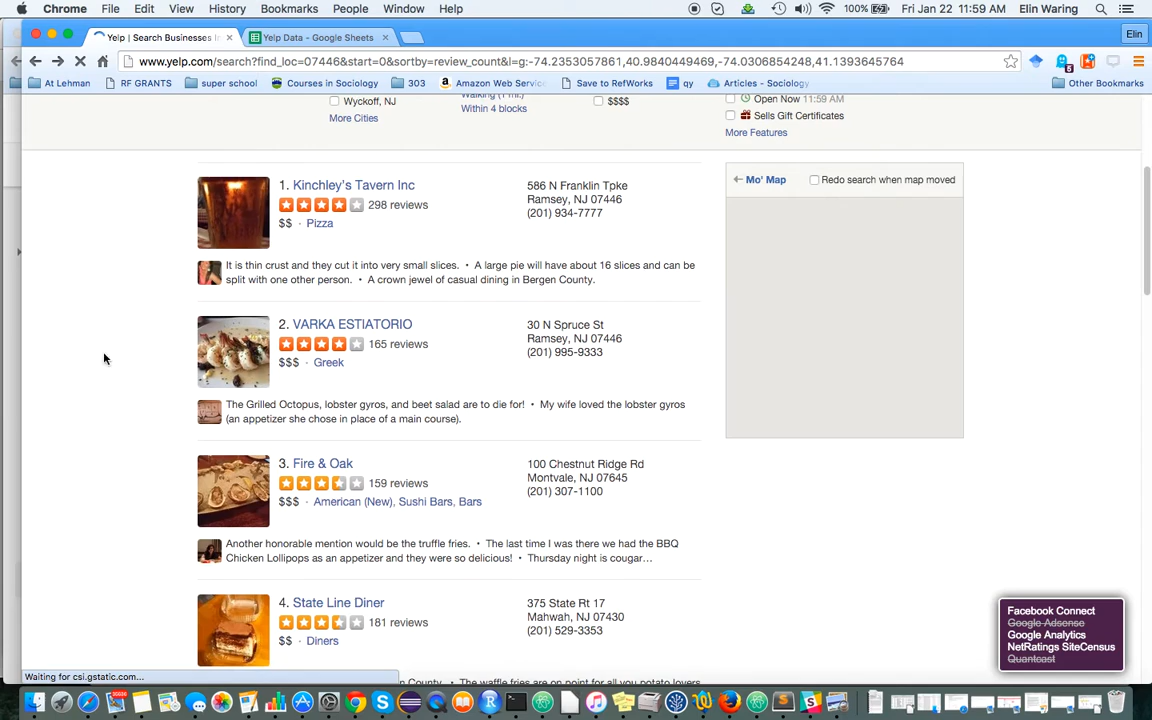 Chrome File Edit View History Bookmarks People Window Help 100% Fri Jan 22 11:59 AM Elin Waring
Yelp | Search Businesses in Yelp Data - Google Sheets Elin
www.yelp.com/search?find_loc=07446&start=0&sortby=review_count&l=g:-74.2353057861,40.9840449469,-74.0306854248,41.1393645764
5
At Lehman RF GRANTS super school Courses in Sociology 303 Amazon Web Servic Save to RefWorks qy Articles - Sociology Other Bookmarks
Wyckoff, NJ
Walking (1 mi.)
$$$$
Open Now 11:59 AM
More Cities
Within 4 blocks
Sells Gift Certificates
More Features
1. Kinchley's Tavern Inc
298 reviews
$$ · Pizza
586 N Franklin Tpke
Ramsey, NJ 07446
(201) 934-7777
It is thin crust and they cut it into very small slices. • A large pie will have about 16 slices and can be
split with one other person. • A crown jewel of casual dining in Bergen County.
Mo' Map Redo search when map moved
2. VARKA ESTIATORIO
165 reviews
$$$ · Greek
30 N Spruce St
Ramsey, NJ 07446
(201) 995-9333
The Grilled Octopus, lobster gyros, and beet salad are to die for! • My wife loved the lobster gyros
(an appetizer she chose in place of a main course).
3. Fire & Oak
159 reviews
$$$ · American (New), Sushi Bars, Bars
100 Chestnut Ridge Rd
Montvale, NJ 07645
(201) 307-1100
Another honorable mention would be the truffle fries. • The last time I was there we had the BBQ
Chicken Lollipops as an appetizer and they were so delicious! • Thursday night is cougar...
4. State Line Diner
181 reviews
$$ · Diners
375 State Rt 17
Mahwah, NJ 07430
(201) 529-3353
Facebook Connect
Google Adsense
Google Analytics
NetRatings SiteCensus
Quantcast
Waiting for csi.gstatic.com...